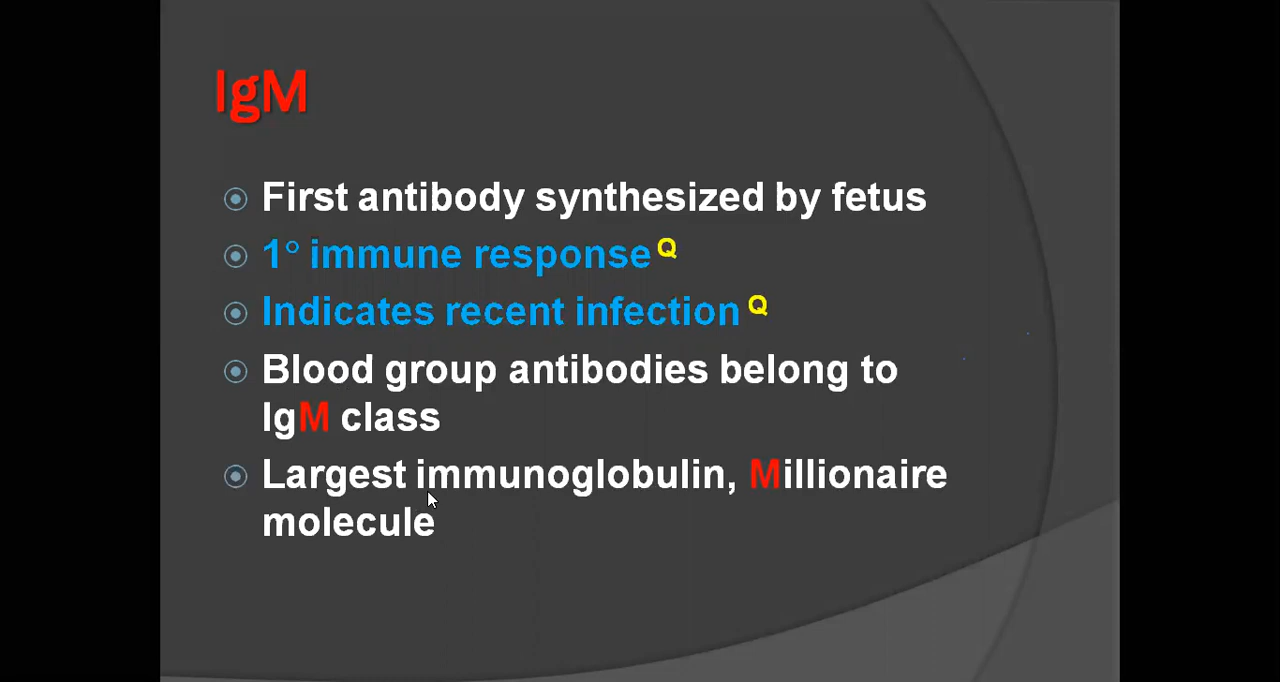 IgM
First antibody synthesized by fetus
1° immune response Q
Indicates recent infection Q
Blood group antibodies belong to
IgM class
Largest immunoglobulin, Millionaire
molecule